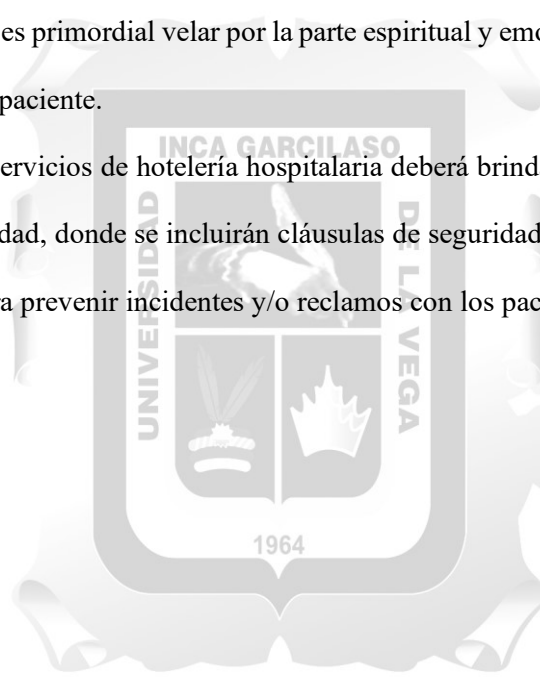 es primordial velar por la parte espiritual y emo
paciente.
INCA GARCILASO
ervicios de hotelería hospitalaria deberá brind
dad, donde se incluirán cláusulas de seguridad
a prevenir incidentes y/o reclamos con los pac
UNIVERSIDAD
DE LA VEGA
1964